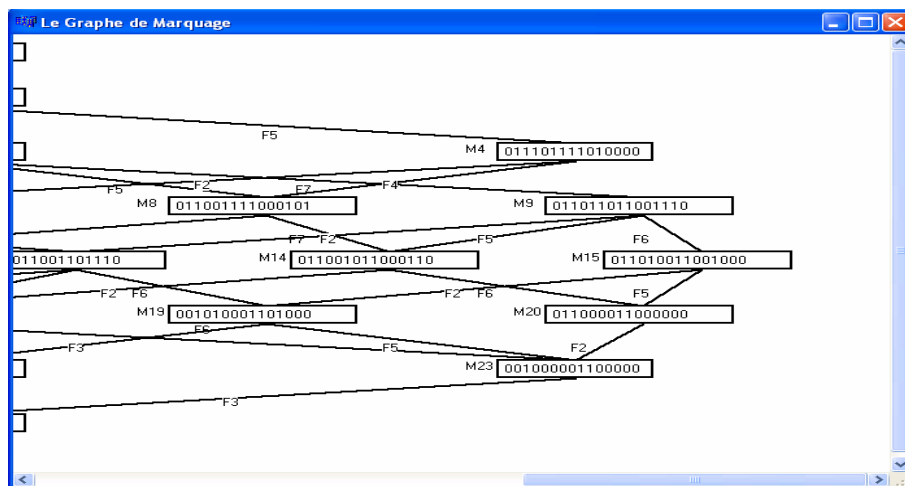 Le Graphe de Marquage
F5
M4 011101111010000
F5 F2 F7 F4
M8 011001111000101 M9 011011011001110
F7 F2 F5 F6
011001101110 M14 011001011000110 M15 011010011001000
F2 F6 F2 F6 F5
M19 001010001101000 M20 011000011000000
F6
F3 F5 F2
M23 001000001100000
F3